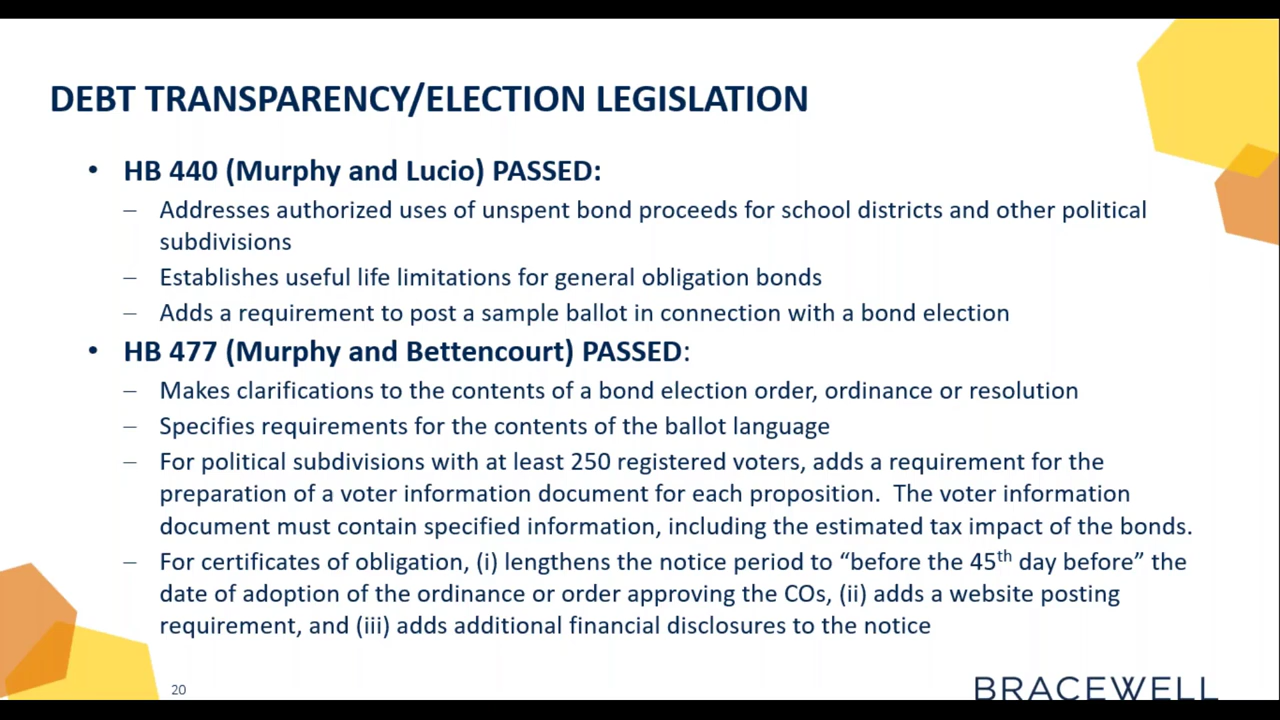 DEBT TRANSPARENCY/ELECTION LEGISLATION
• HB 440 (Murphy and Lucio) PASSED:
– Addresses authorized uses of unspent bond proceeds for school districts and other political
subdivisions
– Establishes useful life limitations for general obligation bonds
– Adds a requirement to post a sample ballot in connection with a bond election
• HB 477 (Murphy and Bettencourt) PASSED:
– Makes clarifications to the contents of a bond election order, ordinance or resolution
– Specifies requirements for the contents of the ballot language
– For political subdivisions with at least 250 registered voters, adds a requirement for the
preparation of a voter information document for each proposition. The voter information
document must contain specified information, including the estimated tax impact of the bonds.
– For certificates of obligation, (i) lengthens the notice period to “before the 45th day before” the
date of adoption of the ordinance or order approving the COs, (ii) adds a website posting
requirement, and (iii) adds additional financial disclosures to the notice
20
BRACEWELL